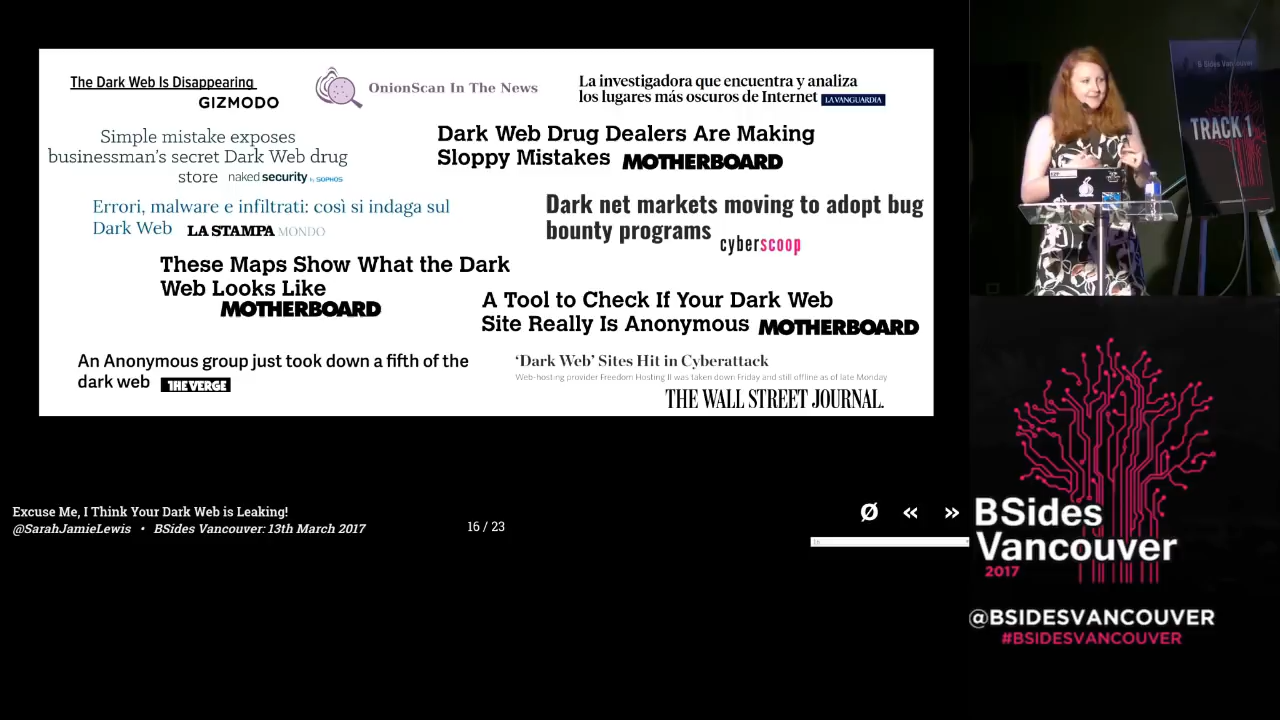 The Dark Web Is Disappearing
GIZMODO
OnionScan In The News
La investigadora que encuentra y analiza
los lugares más oscuros de Internet LAVANGUARDIA
Simple mistake exposes
businessman's secret Dark Web drug
store naked security by SOPHOS
Dark Web Drug Dealers Are Making
Sloppy Mistakes MOTHERBOARD
Errori, malware e infiltrati: così si indaga sul
Dark Web LA STAMPA MONDO
Dark net markets moving to adopt bug
bounty programs cyberscoop
These Maps Show What the Dark
Web Looks Like
MOTHERBOARD
A Tool to Check If Your Dark Web
Site Really Is Anonymous MOTHERBOARD
An Anonymous group just took down a fifth of the
dark web THE VERGE
‘Dark Web’ Sites Hit in Cyberattack
Web-hosting provider Freedom Hosting II was taken down Friday and still offline as of late Monday
THE WALL STREET JOURNAL.
Excuse Me, I Think Your Dark Web is Leaking!
@SarahJamieLewis • BSides Vancouver: 13th March 2017
16 / 23
Ø « »
16
B Sides Vancouver
TRACK 1
BSides
Vancouver
2017
@BSIDESVANCOUVER
#BSIDESVANCOUVER